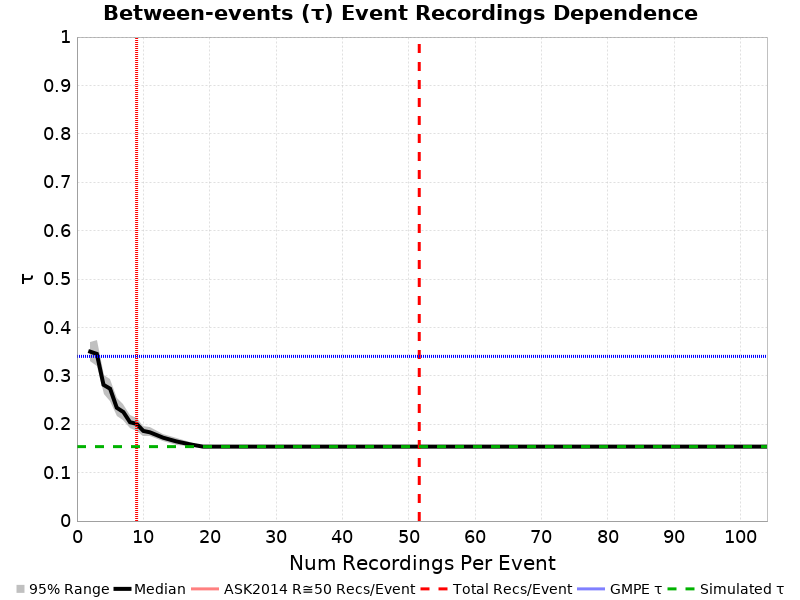 Between-events (τ) Event Recordings Dependence
1
0.9
0.8
0.7
0.6
0.5
0.4
0.3
0.2
0.1
0
τ
0 10 20 30 40 50 60 70 80 90 100
Num Recordings Per Event
95% Range Median ASK2014 R≅50 Recs/Event Total Recs/Event GMPE τ Simulated τ